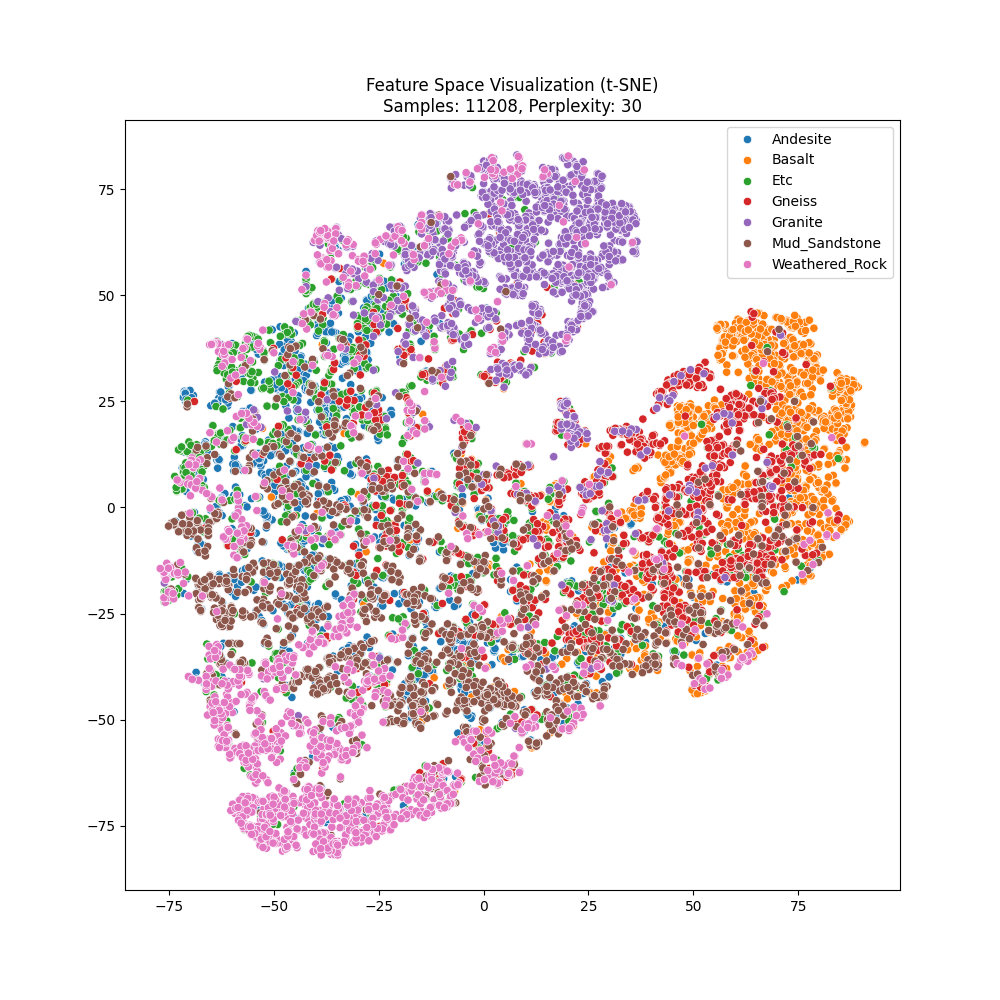 Feature Space Visualization (t-SNE)
Samples: 11208, Perplexity: 30
Andesite
Basalt
Etc
Gneiss
Granite
Mud_Sandstone
Weathered_Rock
75
50
25
0
−25
−50
−75
−75 −50 −25 0 25 50 75